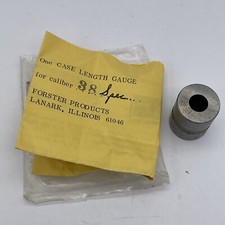 One CASE LENGTH GAUGE
for caliber 38 Spec...
FORSTER PRODUCTS
LANARK, ILLINOIS 61046